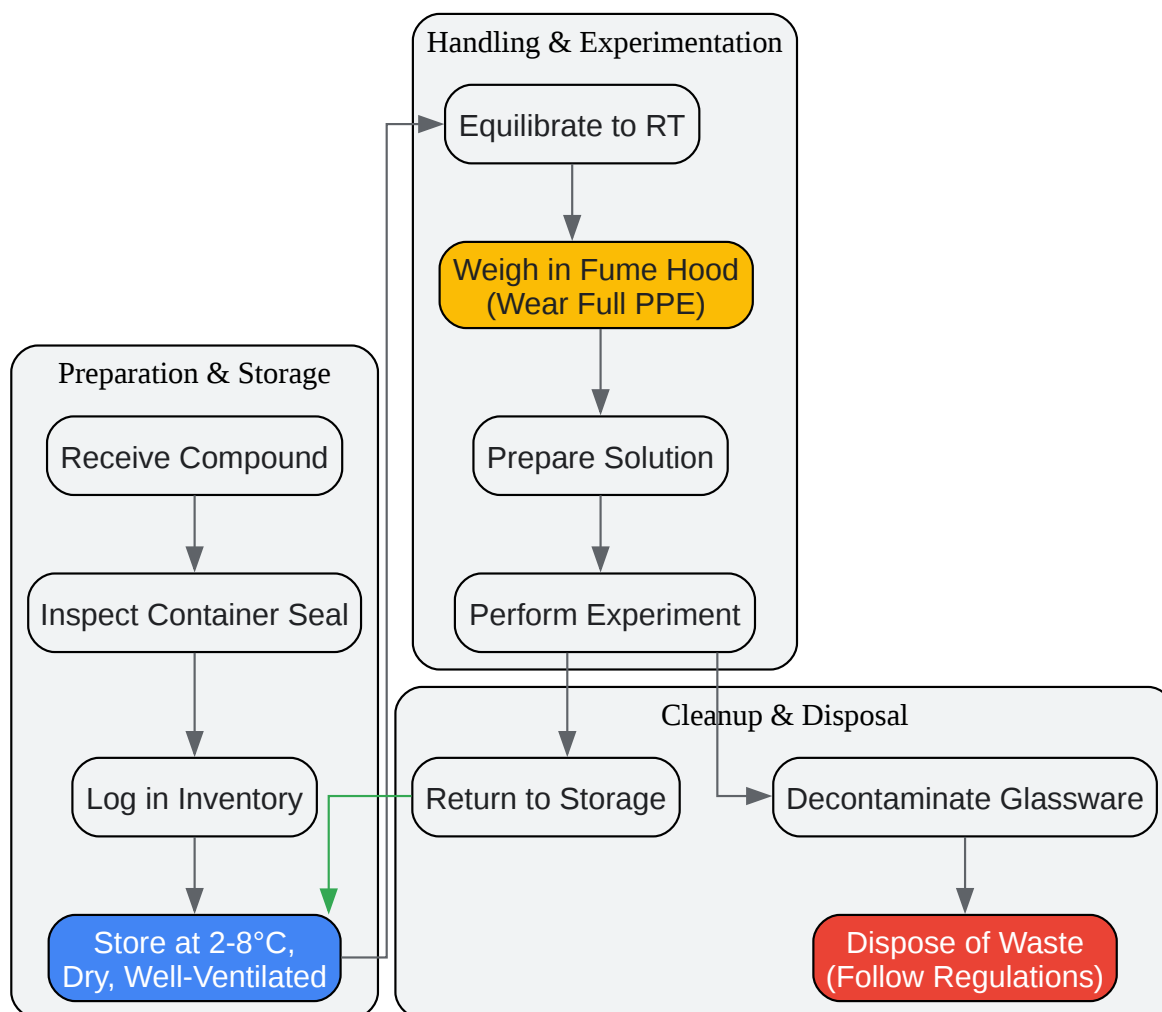 Handling & Experimentation
Equilibrate to RT
Weigh in Fume Hood
(Wear Full PPE)
Prepare Solution
Perform Experiment
Preparation & Storage
Receive Compound
Inspect Container Seal
Log in Inventory
Store at 2-8°C,
Dry, Well-Ventilated
Cleanup & Disposal
Return to Storage
Decontaminate Glassware
Dispose of Waste
(Follow Regulations)